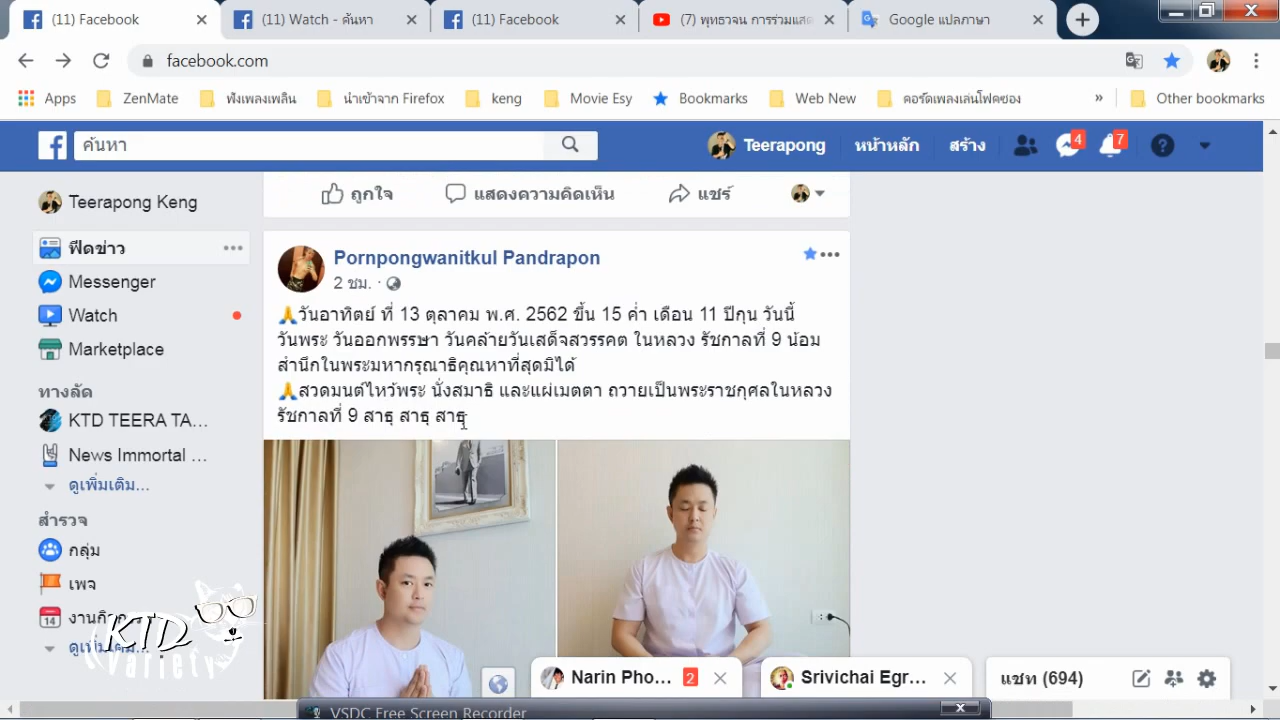 (11) Facebook
(11) Watch - ค้นหา
(11) Facebook
(7) พุทธวจน การร่วมแสด
Google แปลภาษา
facebook.com
Apps
ZenMate
ฟังเพลงเพลิน
นำเข้าจาก Firefox
keng
Movie Esy
Bookmarks
Web New
คอร์ดเพลงเล่นโฟดซอง
»
Other bookmarks
ค้นหา
Teerapong
หน้าหลัก
สร้าง
4
7
Teerapong Keng
ฟีดข่าว
Messenger
Watch
Marketplace
ทางลัด
KTD TEERA TA...
News Immortal ...
ดูเพิ่มเติม...
สำรวจ
กลุ่ม
เพจ
14
KTD
Variety
ถูกใจ
แสดงความคิดเห็น
แชร์
Pornpongwanitkul Pandrapon
2 ชม. ·
🙏วันอาทิตย์ ที่ 13 ตุลาคม พ.ศ. 2562 ขึ้น 15 ค่ำ เดือน 11 ปีกุน วันนี้
วันพระ วันออกพรรษา วันคล้ายวันเสด็จสวรรคต ในหลวง รัชกาลที่ 9 น้อม
สำนึกในพระมหากรุณาธิคุณหาที่สุดมิได้
🙏สวดมนต์ไหว้พระ นั่งสมาธิ และแผ่เมตตา ถวายเป็นพระราชกุศลในหลวง
รัชกาลที่ 9 สาธุ สาธุ สาธุ
Narin Pho... 2
Srivichai Egr...
แชท (694)
VSDC Free Screen Recorder